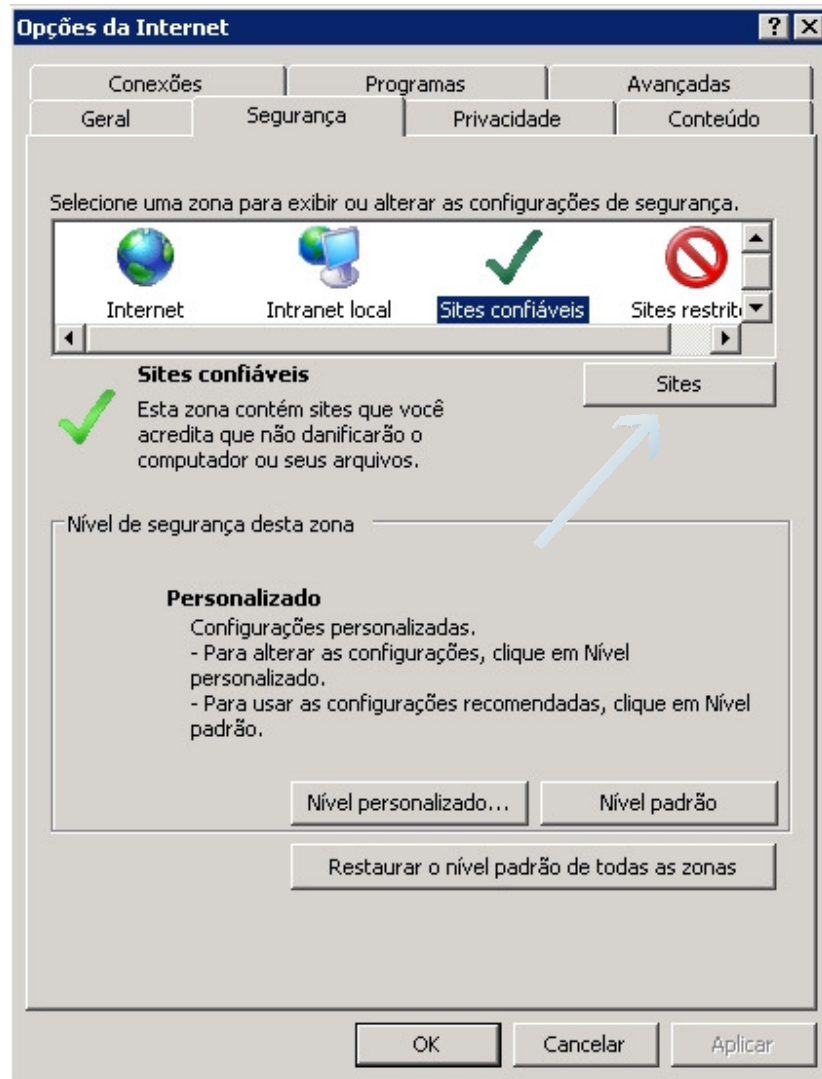 Opções da Internet
Conexões Programas Avançadas
Geral Segurança Privacidade Conteúdo
Selecione uma zona para exibir ou alterar as configurações de segurança.
Internet Intranet local Sites confiáveis Sites restrit
Sites confiáveis
Sites
Esta zona contém sites que você
acredita que não danificarão o
computador ou seus arquivos.
Nível de segurança desta zona
Personalizado
Configurações personalizadas.
- Para alterar as configurações, clique em Nível
personalizado.
- Para usar as configurações recomendadas, clique em Nível
padrão.
Nível personalizado... Nível padrão
Restaurar o nível padrão de todas as zonas
OK Cancelar Aplicar